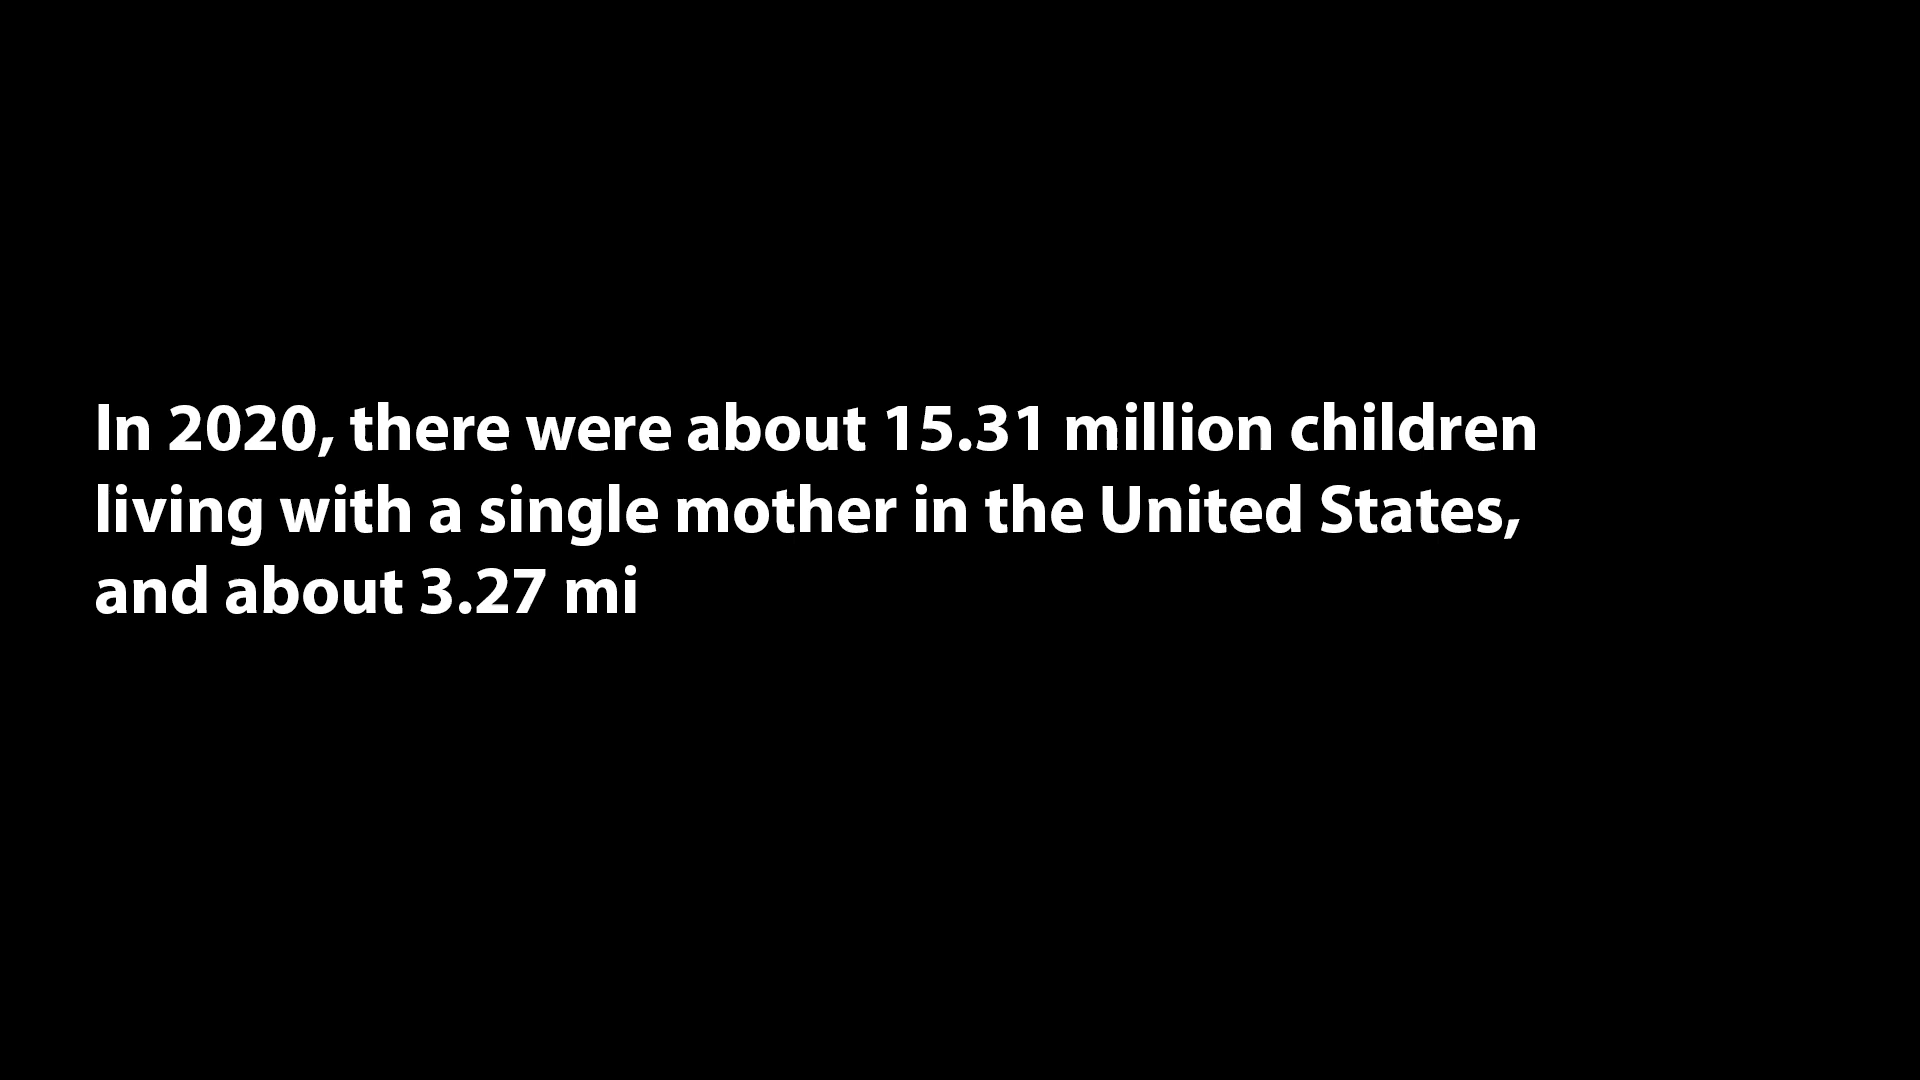 In 2020, there were about 15.31 million children
living with a single mother in the United States,
and about 3.27 mi